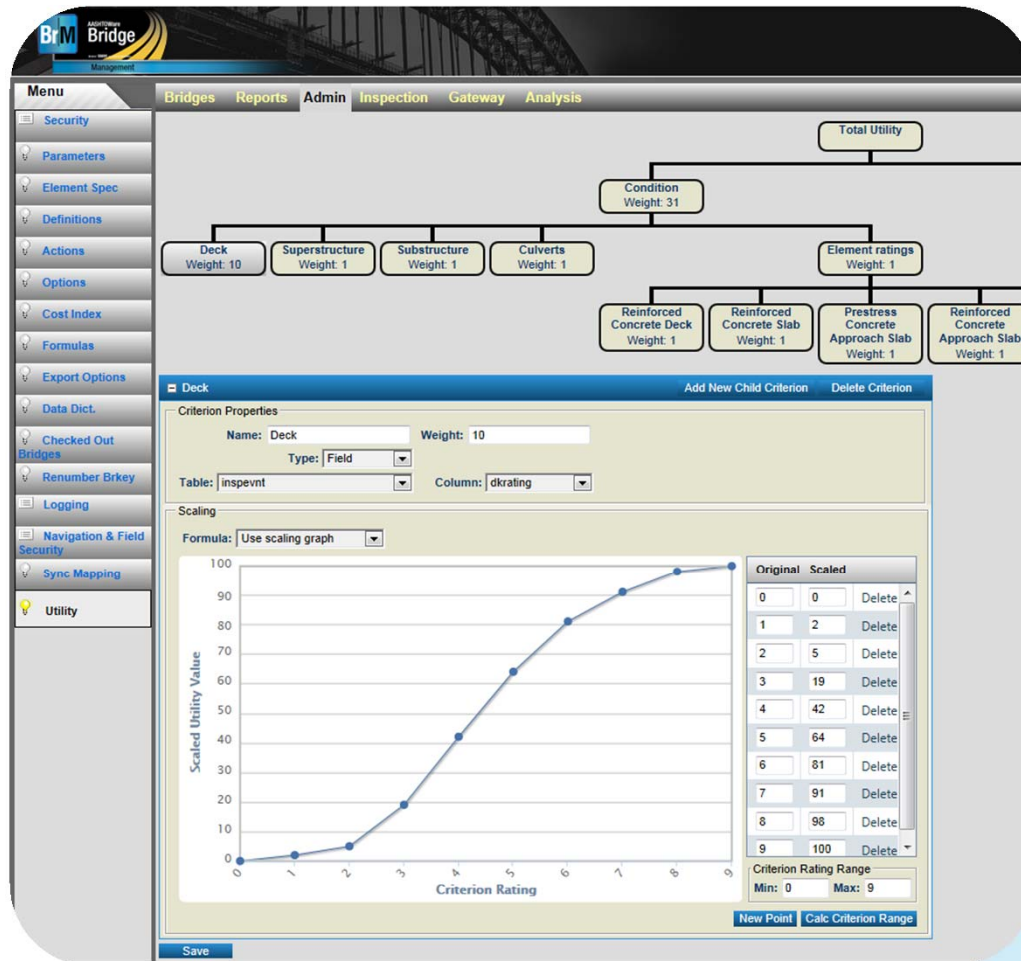 BrM
AASHTOWare
Bridge
Management
Menu
Bridges Reports Admin Inspection Gateway Analysis
Security
Parameters
Element Spec
Definitions
Actions
Options
Cost Index
Formulas
Export Options
Data Dict.
Checked Out
Bridges
Renumber Brkey
Logging
Navigation & Field
Security
Sync Mapping
Utility
Total Utility
Condition
Weight: 31
Deck
Weight: 10
Superstructure
Weight: 1
Substructure
Weight: 1
Culverts
Weight: 1
Element ratings
Weight: 1
Reinforced
Concrete Deck
Weight: 1
Reinforced
Concrete Slab
Weight: 1
Prestress
Concrete
Approach Slab
Weight: 1
Reinforced
Concrete
Approach Slab
Weight: 1
Deck Add New Child Criterion Delete Criterion
Criterion Properties
Name: Deck Weight: 10
Type: Field
Table: inspevnt Column: dkrating
Scaling
Formula: Use scaling graph
100
90
80
70
60
50
40
30
20
10
0
Scaled Utility Value
0 1 2 3 4 5 6 7 8 9
Criterion Rating
Original Scaled
0 0 Delete
1 2 Delete
2 5 Delete
3 19 Delete
4 42 Delete
5 64 Delete
6 81 Delete
7 91 Delete
8 98 Delete
9 100 Delete
Criterion Rating Range
Min: 0 Max: 9
New Point Calc Criterion Range
Save